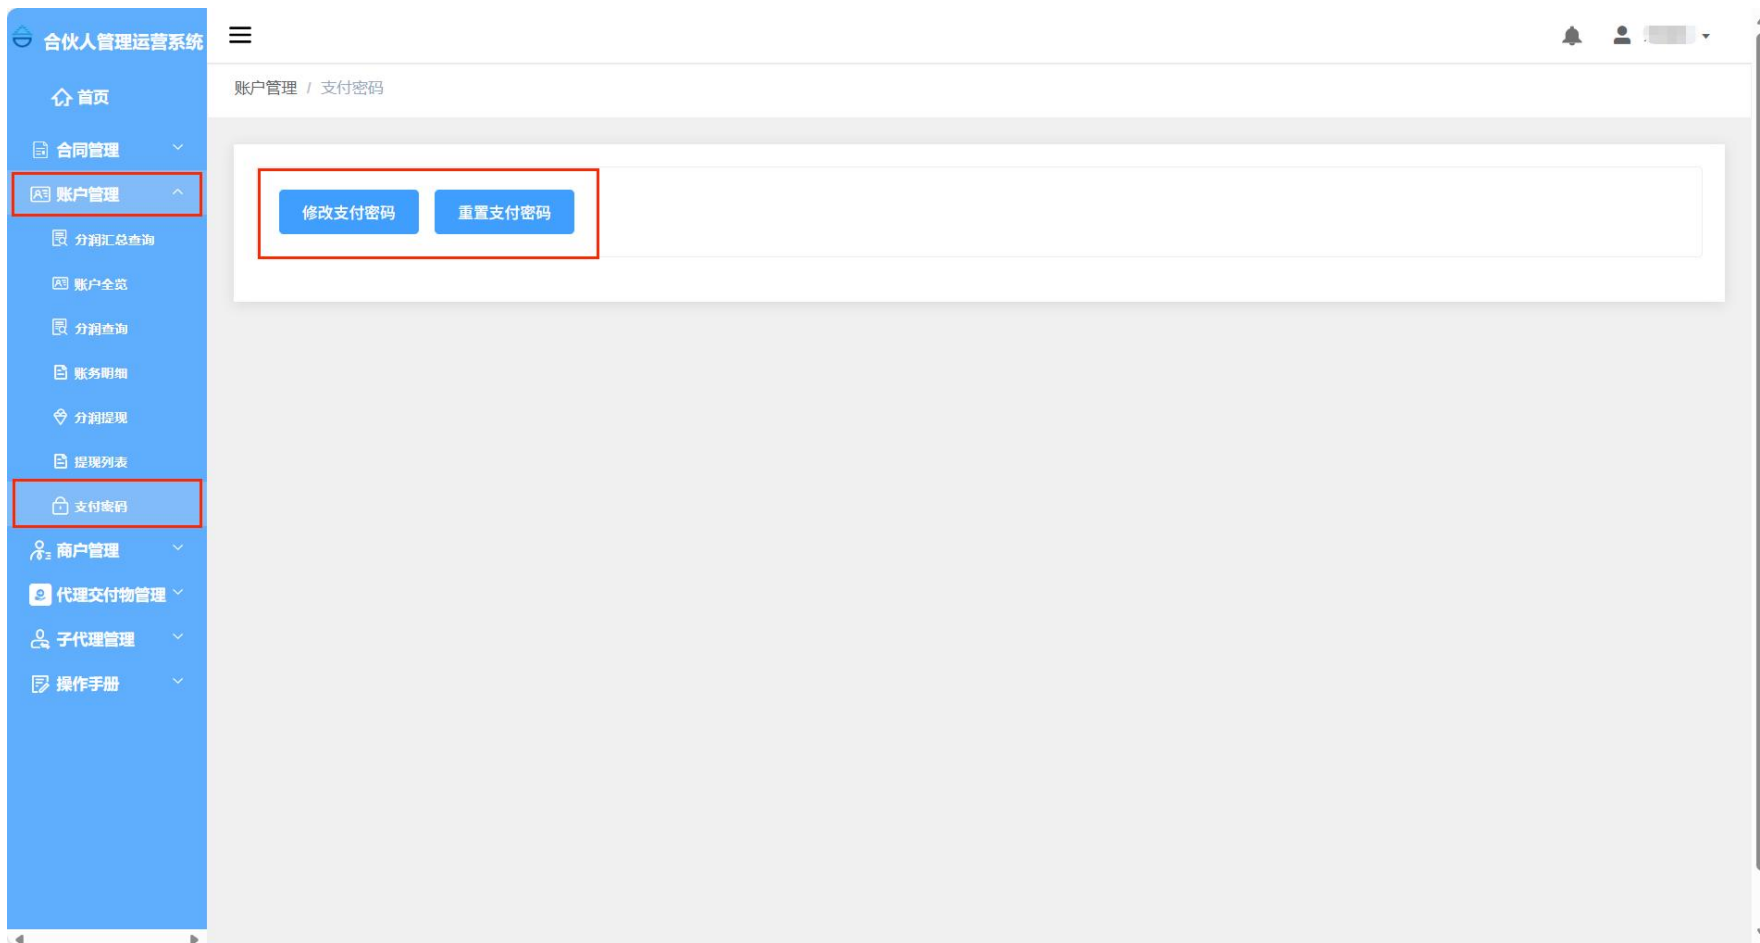 合伙人管理运营系统
首页
合同管理
账户管理
分润汇总查询
账户全览
分润查询
账务明细
分润提现
提现列表
支付密码
商户管理
代理交付物管理
子代理管理
操作手册
账户管理 / 支付密码
修改支付密码 重置支付密码